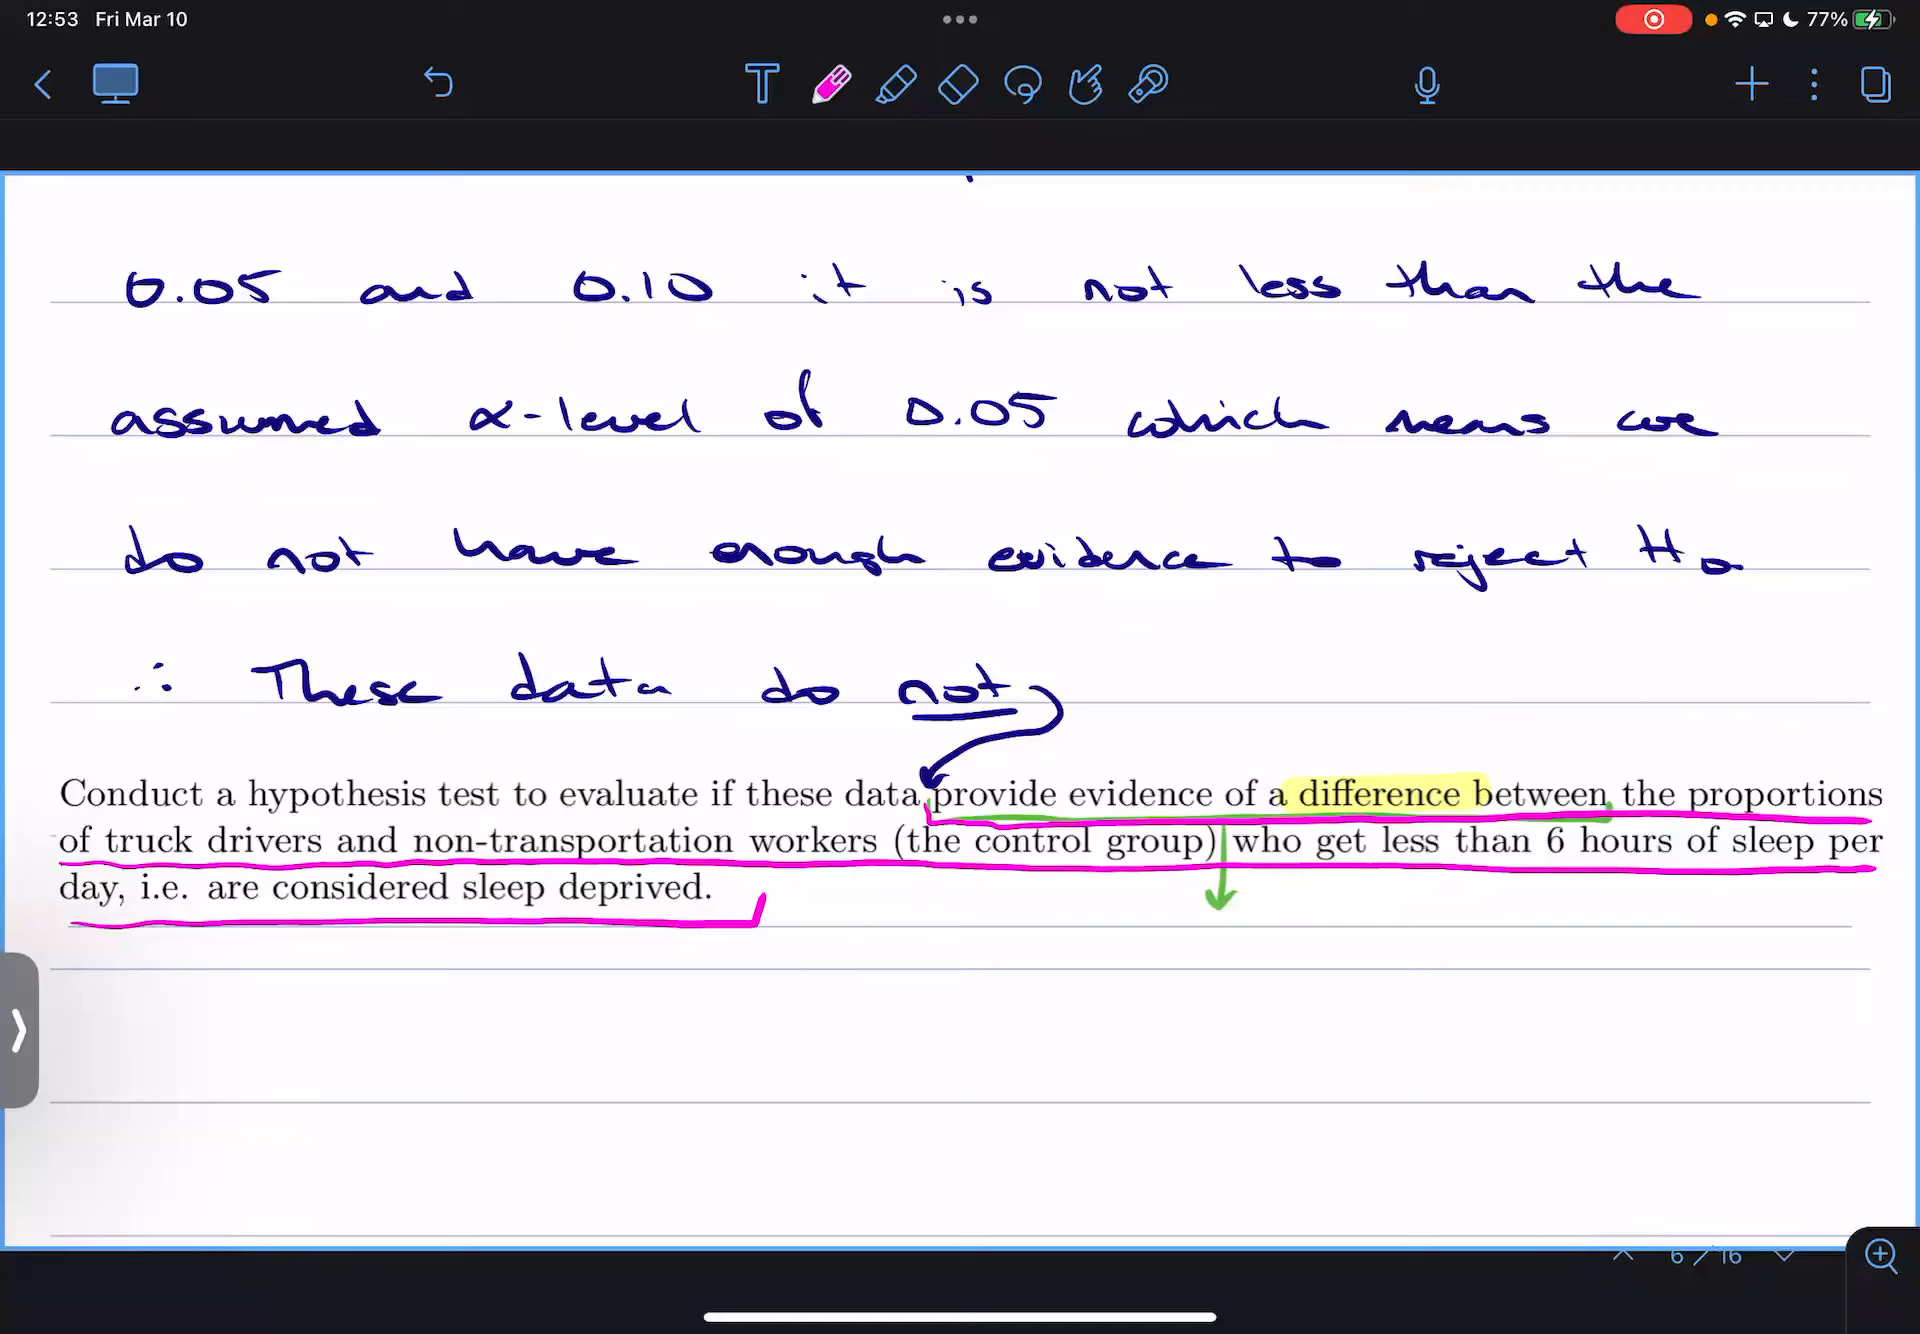 12:53 Fri Mar 10
77%
T
0.05 and 0.10 it is not less than the
assumed α-level of 0.05 which means we
do not have enough evidence to reject H₀
∴ These data do not
Conduct a hypothesis test to evaluate if these data provide evidence of a difference between the proportions
of truck drivers and non-transportation workers (the control group) who get less than 6 hours of sleep per
day, i.e. are considered sleep deprived.
6 / 16